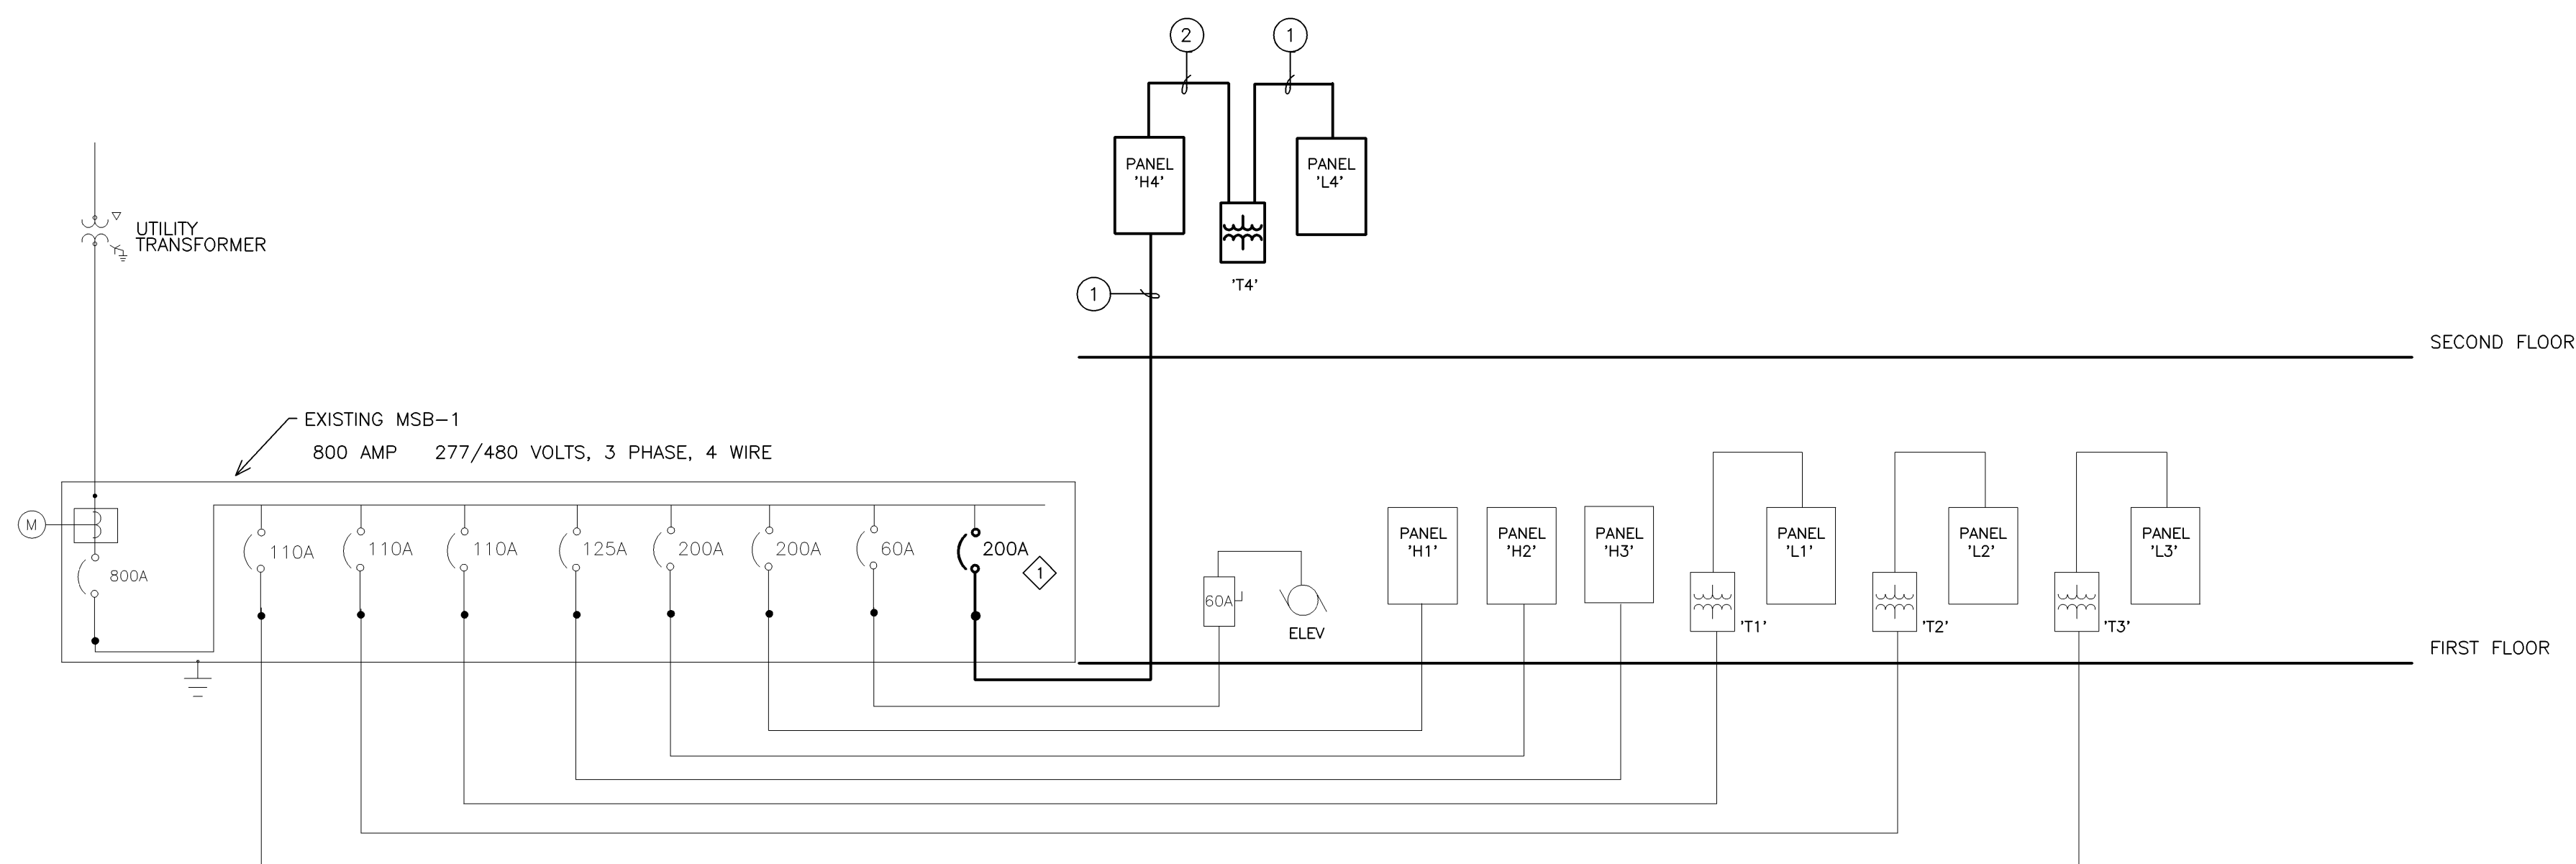 2
1
PANEL
'H4'
PANEL
'L4'
UTILITY
TRANSFORMER
'T4'
1
SECOND FLOOR
EXISTING MSB-1
800 AMP 277/480 VOLTS, 3 PHASE, 4 WIRE
M
800A
110A
110A
110A
125A
200A
200A
60A
200A
1
60A
ELEV
PANEL
'H1'
PANEL
'H2'
PANEL
'H3'
'T1'
PANEL
'L1'
'T2'
PANEL
'L2'
'T3'
PANEL
'L3'
FIRST FLOOR